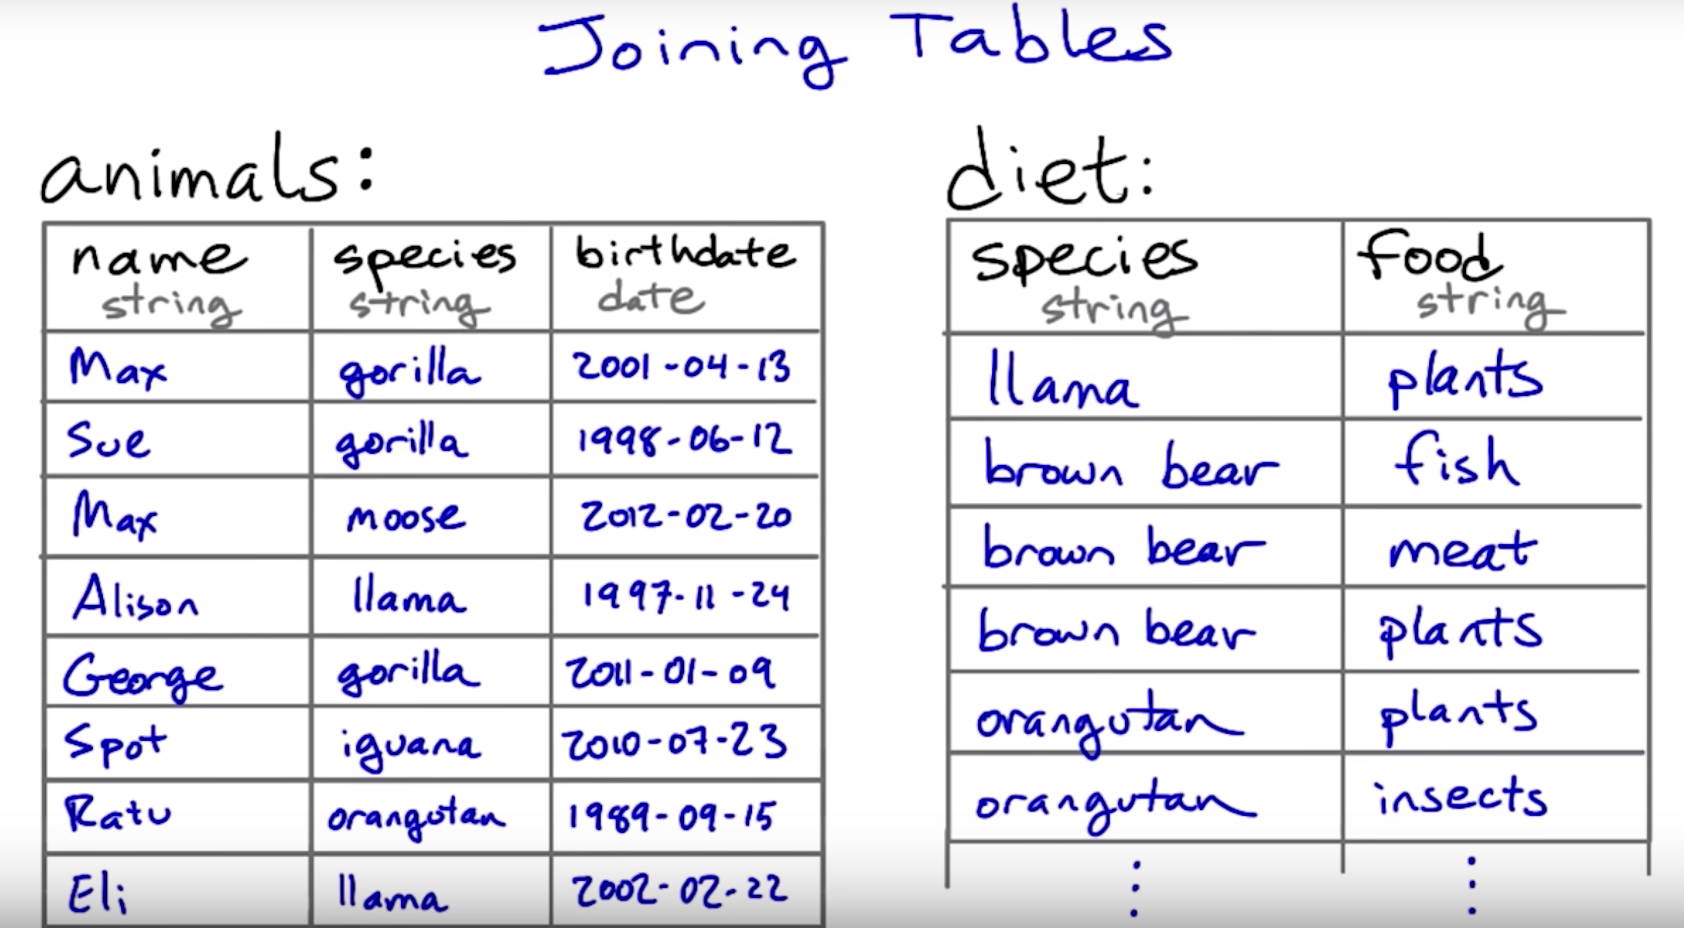 Joining Tables
animals:
name species birthdate
string string date
Max gorilla 2001-04-13
Sue gorilla 1998-06-12
Max moose 2012-02-20
Alison llama 1997-11-24
George gorilla 2011-01-09
Spot iguana 2010-07-23
Ratu orangutan 1989-09-15
Eli llama 2002-02-22
diet:
species food
string string
llama plants
brown bear fish
brown bear meat
brown bear plants
orangutan plants
orangutan insects